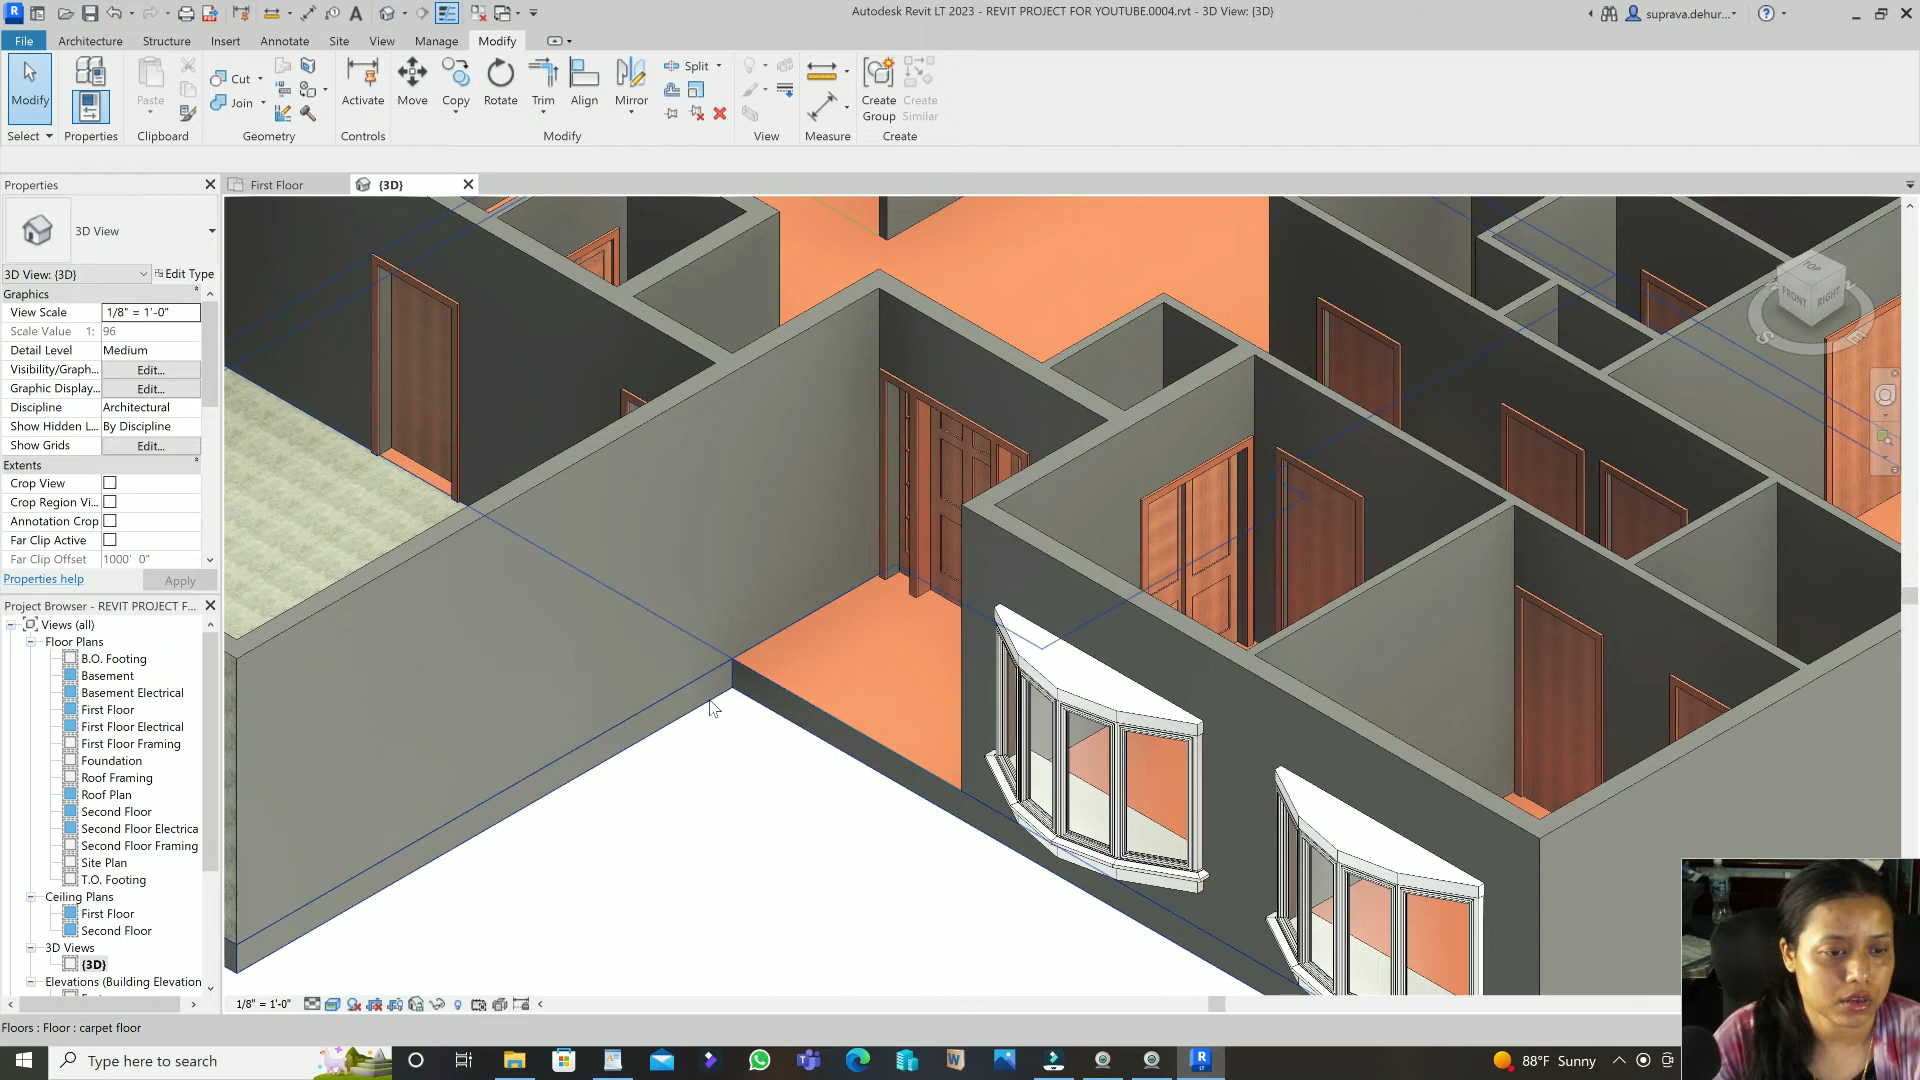 Autodesk Revit LT 2023 - REVIT PROJECT FOR YOUTUBE.0004.rvt - 3D View: {3D}
suprava.dehur...
File Architecture Structure Insert Annotate Site View Manage Modify
Modify
Paste
Cut
Join
Activate
Move
Copy
Rotate
Trim
Align
Mirror
Split
Create Group
Create Similar
Select Properties Clipboard Geometry Controls Modify View Measure Create
Properties
First Floor
{3D}
3D View
3D View: {3D}
Edit Type
Graphics
View Scale 1/8" = 1'-0"
Scale Value 1: 96
Detail Level Medium
Visibility/Graph... Edit...
Graphic Display... Edit...
Discipline Architectural
Show Hidden L... By Discipline
Show Grids Edit...
Extents
Crop View
Crop Region Vi...
Annotation Crop
Far Clip Active
Far Clip Offset 1000' 0"
Properties help
Apply
Project Browser - REVIT PROJECT F...
Views (all)
Floor Plans
B.O. Footing
Basement
Basement Electrical
First Floor
First Floor Electrical
First Floor Framing
Foundation
Roof Framing
Roof Plan
Second Floor
Second Floor Electrica
Second Floor Framing
Site Plan
T.O. Footing
Ceiling Plans
First Floor
Second Floor
3D Views
{3D}
Elevations (Building Elevation
TOP
FRONT
RIGHT
S
E
1/8" = 1'-0"
Floors : Floor : carpet floor
Type here to search
88°F Sunny